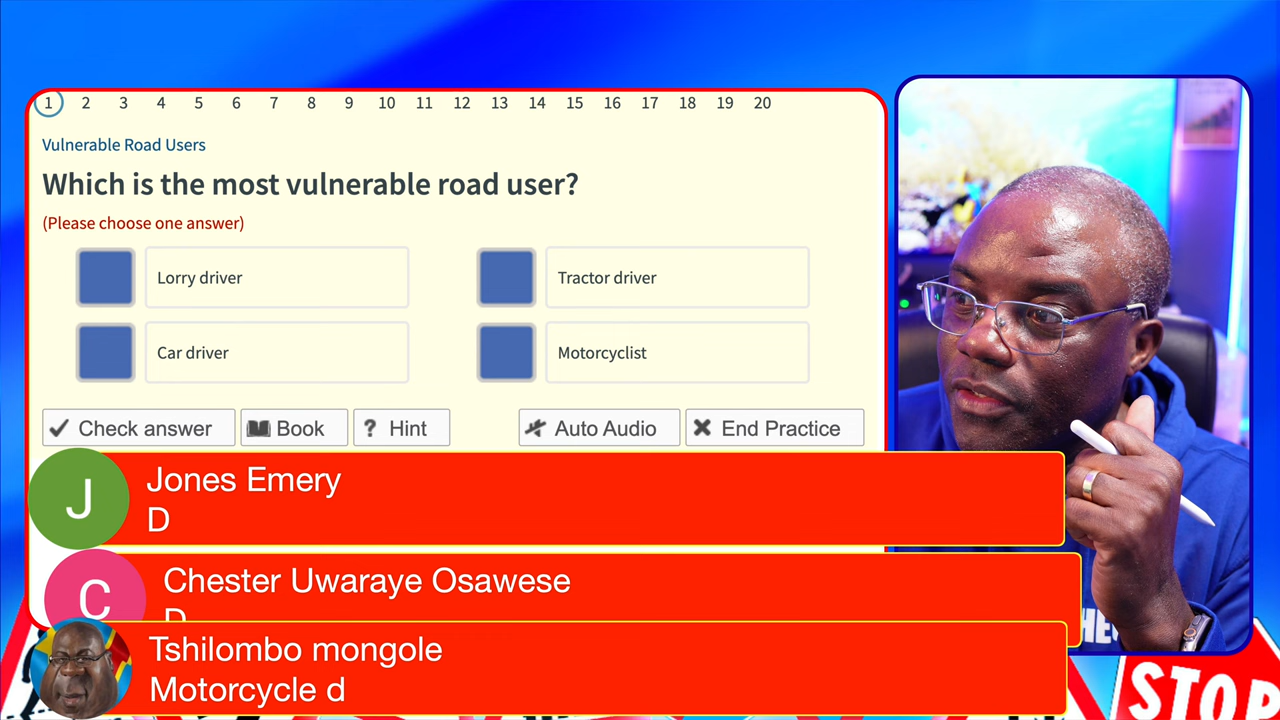 1 2 3 4 5 6 7 8 9 10 11 12 13 14 15 16 17 18 19 20
Vulnerable Road Users
Which is the most vulnerable road user?
(Please choose one answer)
Lorry driver
Tractor driver
Car driver
Motorcyclist
Check answer
Book
? Hint
Auto Audio
End Practice
J
Jones Emery
D
C
Chester Uwaraye Osawese
D
Tshilombo mongole
Motorcycle d
HE
STOP